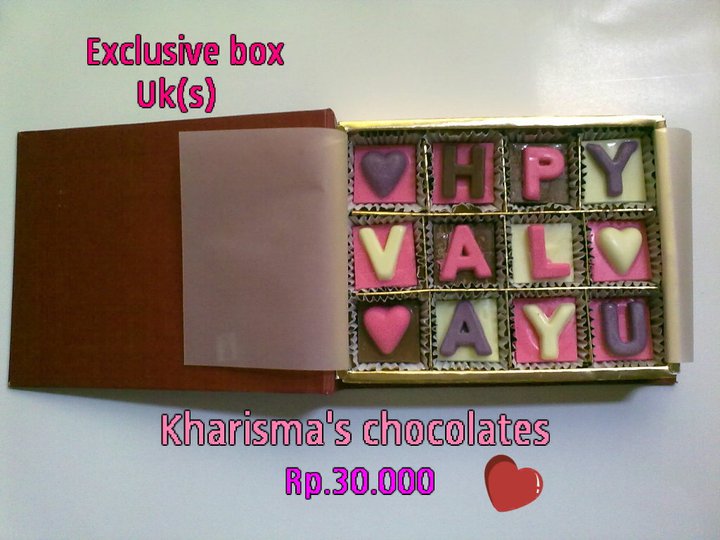 Exclusive box
Uk(s)
H P Y
V A L
A Y U
Kharisma's chocolates
Rp.30.000